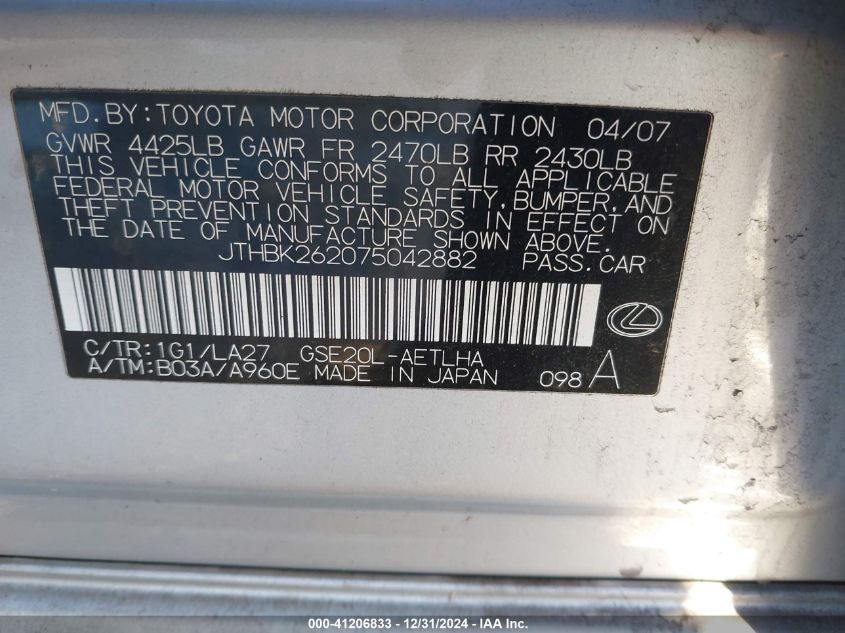 MFD. BY: TOYOTA MOTOR CORPORATION 04/07
GVWR 4425LB GAWR FR 2470LB RR 2430LB
THIS VEHICLE CONFORMS TO ALL APPLICABLE
FEDERAL MOTOR VEHICLE SAFETY, BUMPER, AND
THEFT PREVENTION STANDARDS IN EFFECT ON
THE DATE OF MANUFACTURE SHOWN ABOVE.
JTHBK262075042882 PASS. CAR
C/TR: 1G1/LA27 GSE20L-AETLHA
A/TM: B03A/A960E MADE IN JAPAN 098 A
000-41206833 - 12/31/2024 - IAA Inc.